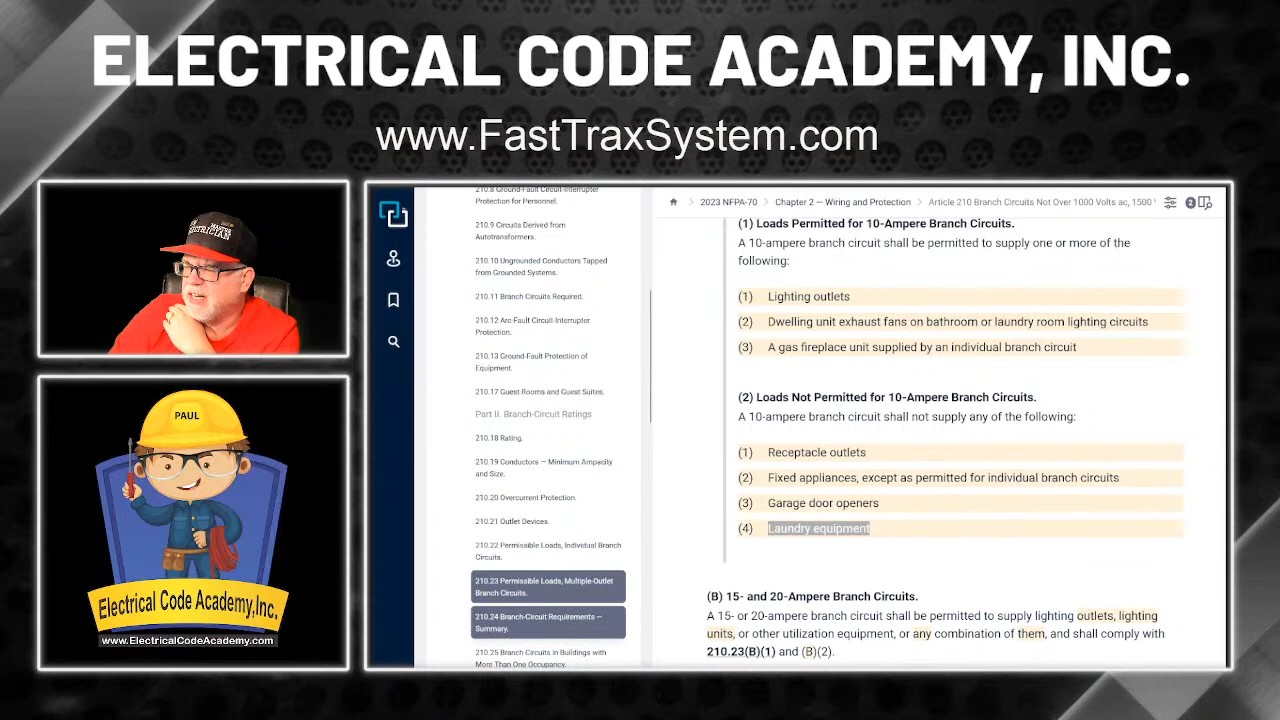 ELECTRICAL CODE ACADEMY, INC.
www.FastTraxSystem.com
ELECTRICIAN
PAUL
Electrical Code Academy,Inc.
www.ElectricalCodeAcademy.com
210.8 Ground-Fault Circuit-Interrupter
Protection for Personnel.
210.9 Circuits Derived from
Autotransformers.
210.10 Ungrounded Conductors Tapped
from Grounded Systems.
210.11 Branch Circuits Required.
210.12 Arc-Fault Circuit-Interrupter
Protection.
210.13 Ground-Fault Protection of
Equipment.
210.17 Guest Rooms and Guest Suites.
Part II. Branch-Circuit Ratings
210.18 Rating.
210.19 Conductors — Minimum Ampacity
and Size.
210.20 Overcurrent Protection.
210.21 Outlet Devices.
210.22 Permissible Loads, Individual Branch
Circuits.
210.23 Permissible Loads, Multiple-Outlet
Branch Circuits.
210.24 Branch-Circuit Requirements —
Summary.
210.25 Branch Circuits in Buildings with
More Than One Occupancy.
2023 NFPA-70 > Chapter 2 — Wiring and Protection > Article 210 Branch Circuits Not Over 1000 Volts ac, 1500
2
(1) Loads Permitted for 10-Ampere Branch Circuits.
A 10-ampere branch circuit shall be permitted to supply one or more of the
following:
(1) Lighting outlets
(2) Dwelling unit exhaust fans on bathroom or laundry room lighting circuits
(3) A gas fireplace unit supplied by an individual branch circuit
(2) Loads Not Permitted for 10-Ampere Branch Circuits.
A 10-ampere branch circuit shall not supply any of the following:
(1) Receptacle outlets
(2) Fixed appliances, except as permitted for individual branch circuits
(3) Garage door openers
(4) Laundry equipment
(B) 15- and 20-Ampere Branch Circuits.
A 15- or 20-ampere branch circuit shall be permitted to supply lighting outlets, lighting
units, or other utilization equipment, or any combination of them, and shall comply with
210.23(B)(1) and (B)(2).